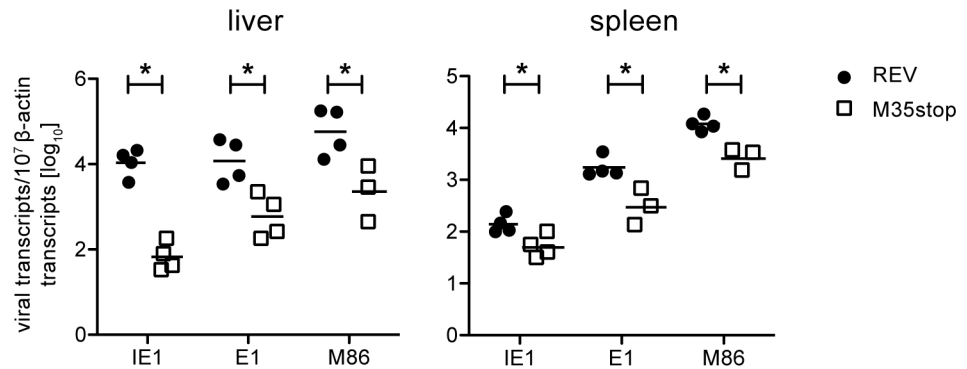 liver
spleen
* * *
* * *
REV
M35stop
viral transcripts/10⁷ β-actin
transcripts [log₁₀]
6
4
2
0
5
4
3
2
1
0
IE1 E1 M86
IE1 E1 M86